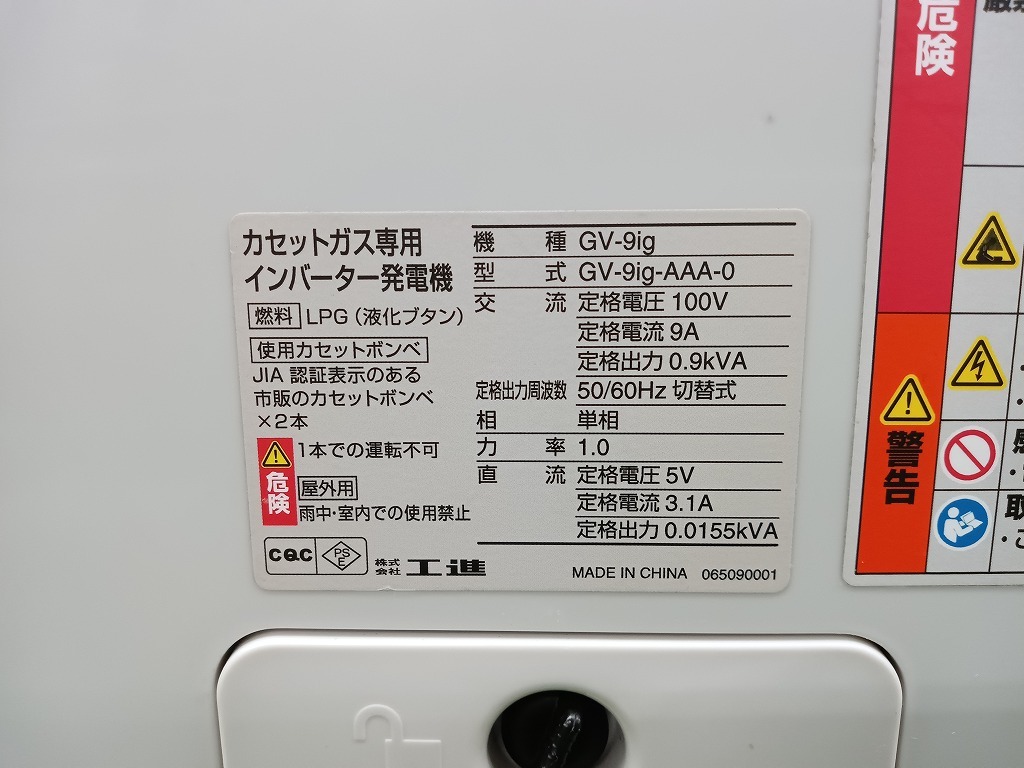 カセットガス専用
インバーター発電機
燃料 LPG（液化ブタン）
使用カセットボンベ
JIA 認証表示のある
市販のカセットボンベ
×2本
危険
1本での運転不可
屋外用
雨中・室内での使用禁止
CQC PSE
株式会社 工進
機種 GV-9ig
型式 GV-9ig-AAA-0
交流 定格電圧 100V
定格電流 9A
定格出力 0.9kVA
定格出力周波数 50/60Hz 切替式
相 単相
力率 1.0
直流 定格電圧 5V
定格電流 3.1A
定格出力 0.0155kVA
MADE IN CHINA 065090001
危険
警告
取